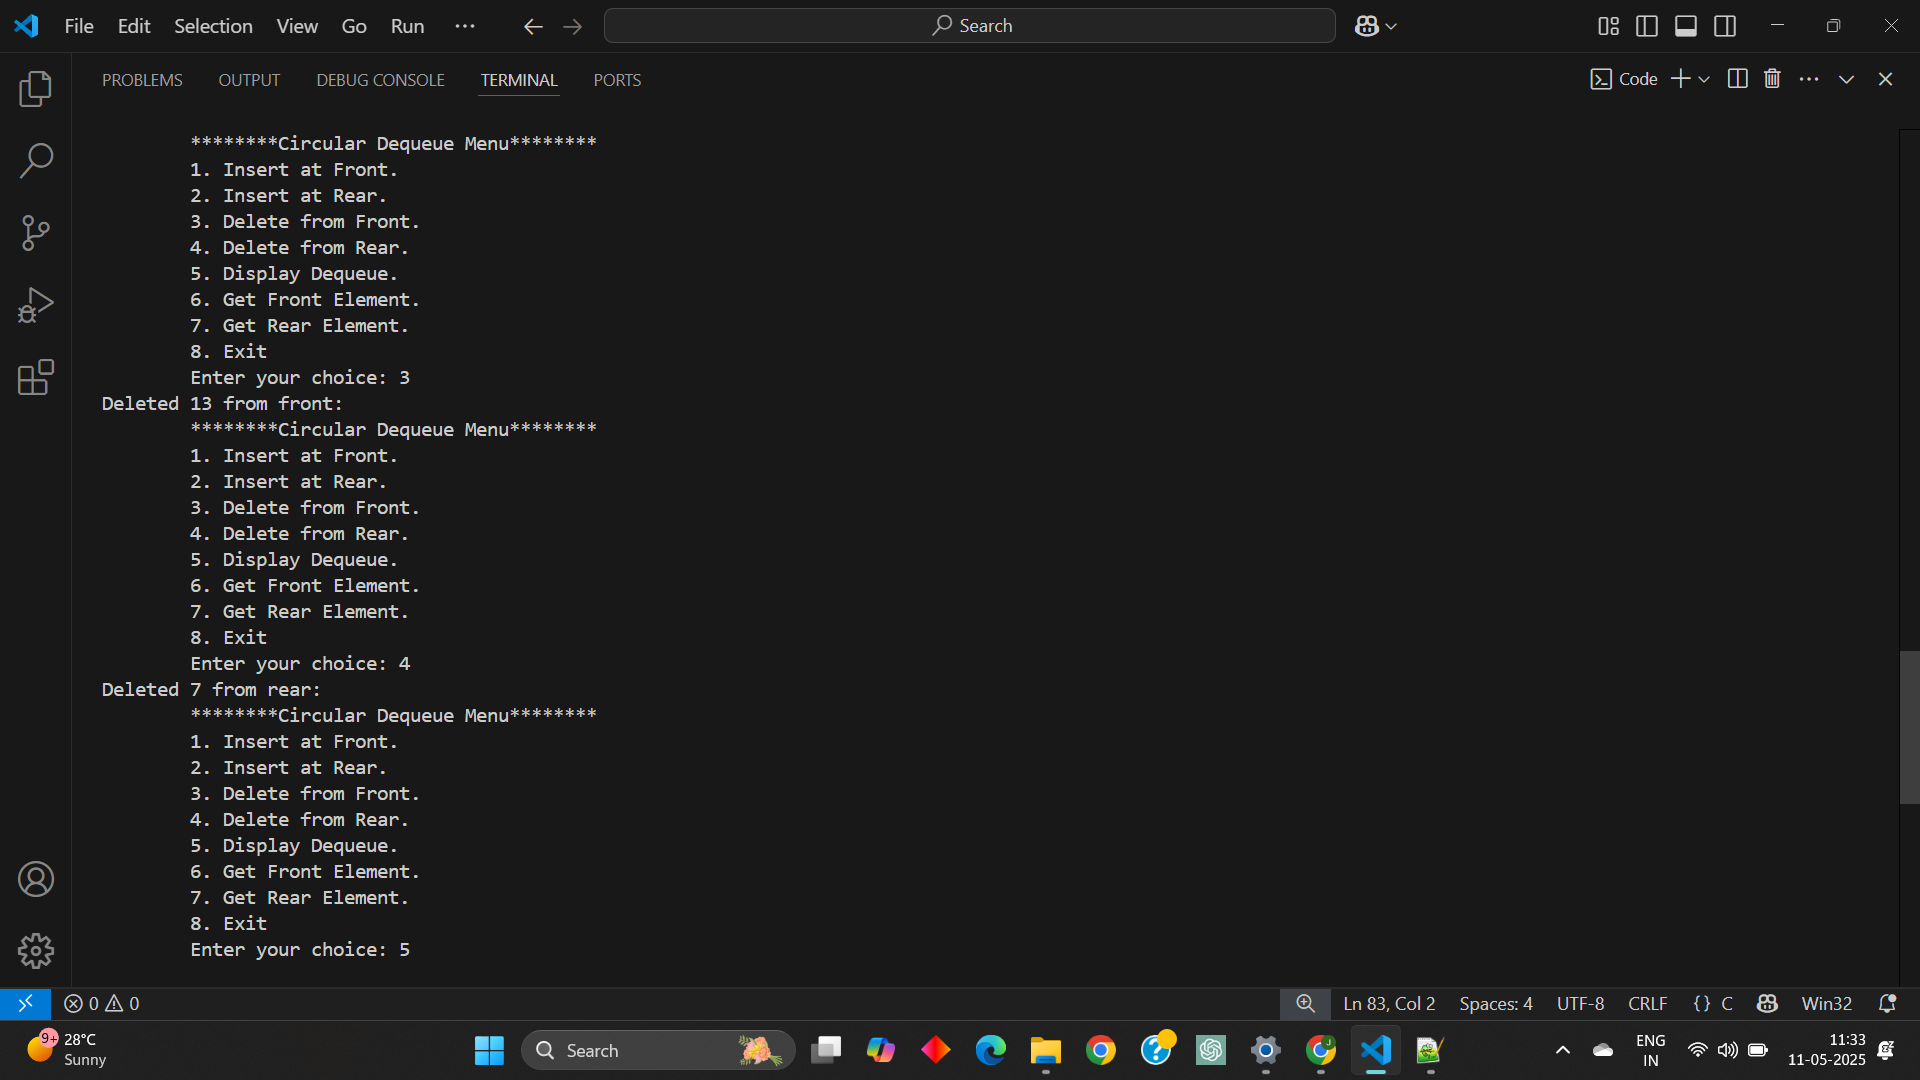 File Edit Selection View Go Run ... Search
PROBLEMS OUTPUT DEBUG CONSOLE TERMINAL PORTS Code
********Circular Dequeue Menu********
1. Insert at Front.
2. Insert at Rear.
3. Delete from Front.
4. Delete from Rear.
5. Display Dequeue.
6. Get Front Element.
7. Get Rear Element.
8. Exit
Enter your choice: 3
Deleted 13 from front:
********Circular Dequeue Menu********
1. Insert at Front.
2. Insert at Rear.
3. Delete from Front.
4. Delete from Rear.
5. Display Dequeue.
6. Get Front Element.
7. Get Rear Element.
8. Exit
Enter your choice: 4
Deleted 7 from rear:
********Circular Dequeue Menu********
1. Insert at Front.
2. Insert at Rear.
3. Delete from Front.
4. Delete from Rear.
5. Display Dequeue.
6. Get Front Element.
7. Get Rear Element.
8. Exit
Enter your choice: 5
0 0 Ln 83, Col 2 Spaces: 4 UTF-8 CRLF {} C Win32
9+ 28°C
Sunny
Search
J
ENG
IN
11:33
11-05-2025